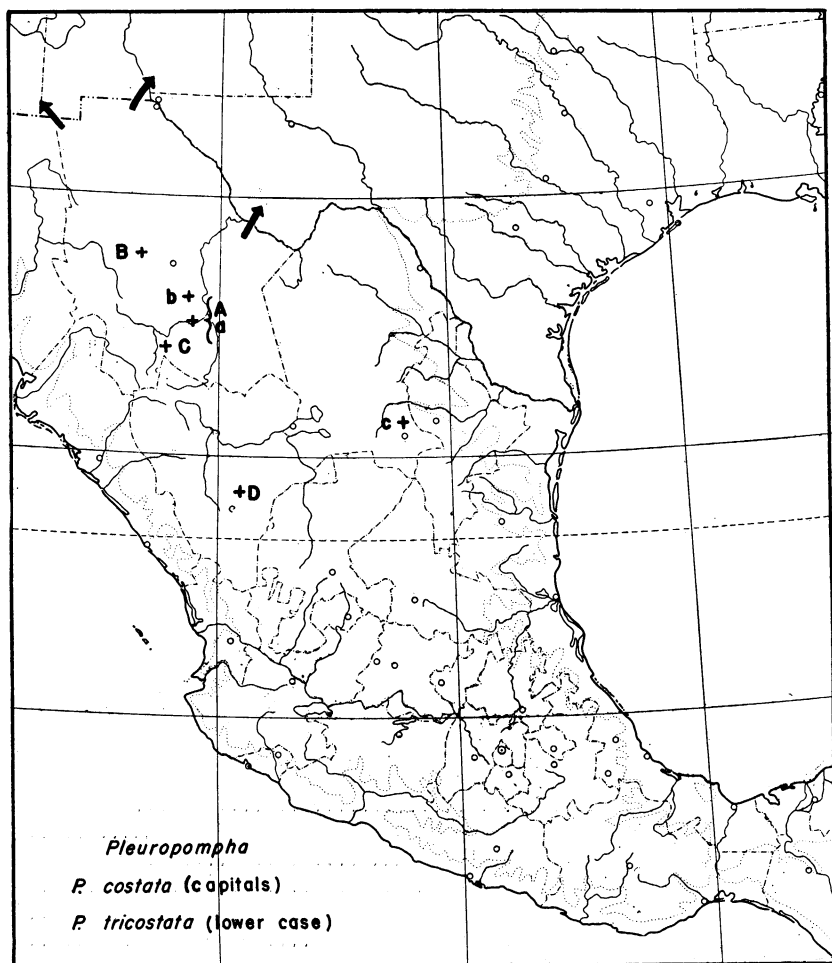 B
b
A
a
C
c
D
Pleuropompha
P. costata (capitals)
P. tricostata (lower case)